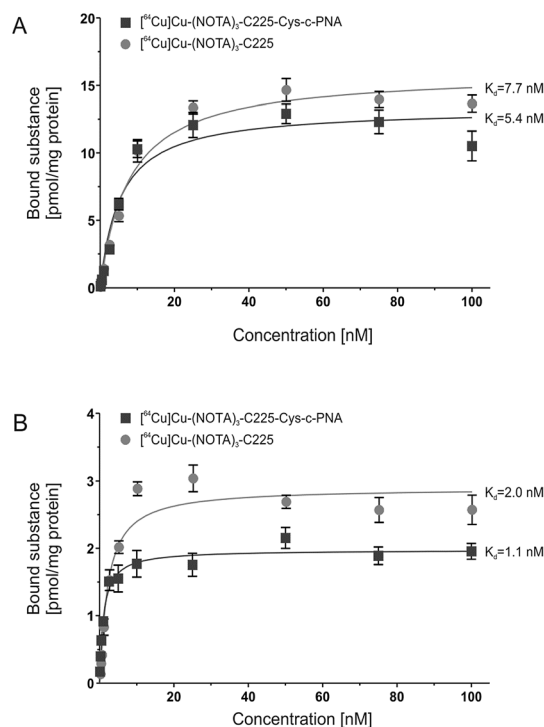 A
[⁶⁴Cu]Cu-(NOTA)₃-C225-Cys-c-PNA
[⁶⁴Cu]Cu-(NOTA)₃-C225
Bound substance
[pmol/mg protein]
20
15
10
5
0
Kd=7.7 nM
Kd=5.4 nM
20 40 60 80 100
Concentration [nM]
B
[⁶⁴Cu]Cu-(NOTA)₃-C225-Cys-c-PNA
[⁶⁴Cu]Cu-(NOTA)₃-C225
Bound substance
[pmol/mg protein]
4
3
2
1
0
Kd=2.0 nM
Kd=1.1 nM
20 40 60 80 100
Concentration [nM]